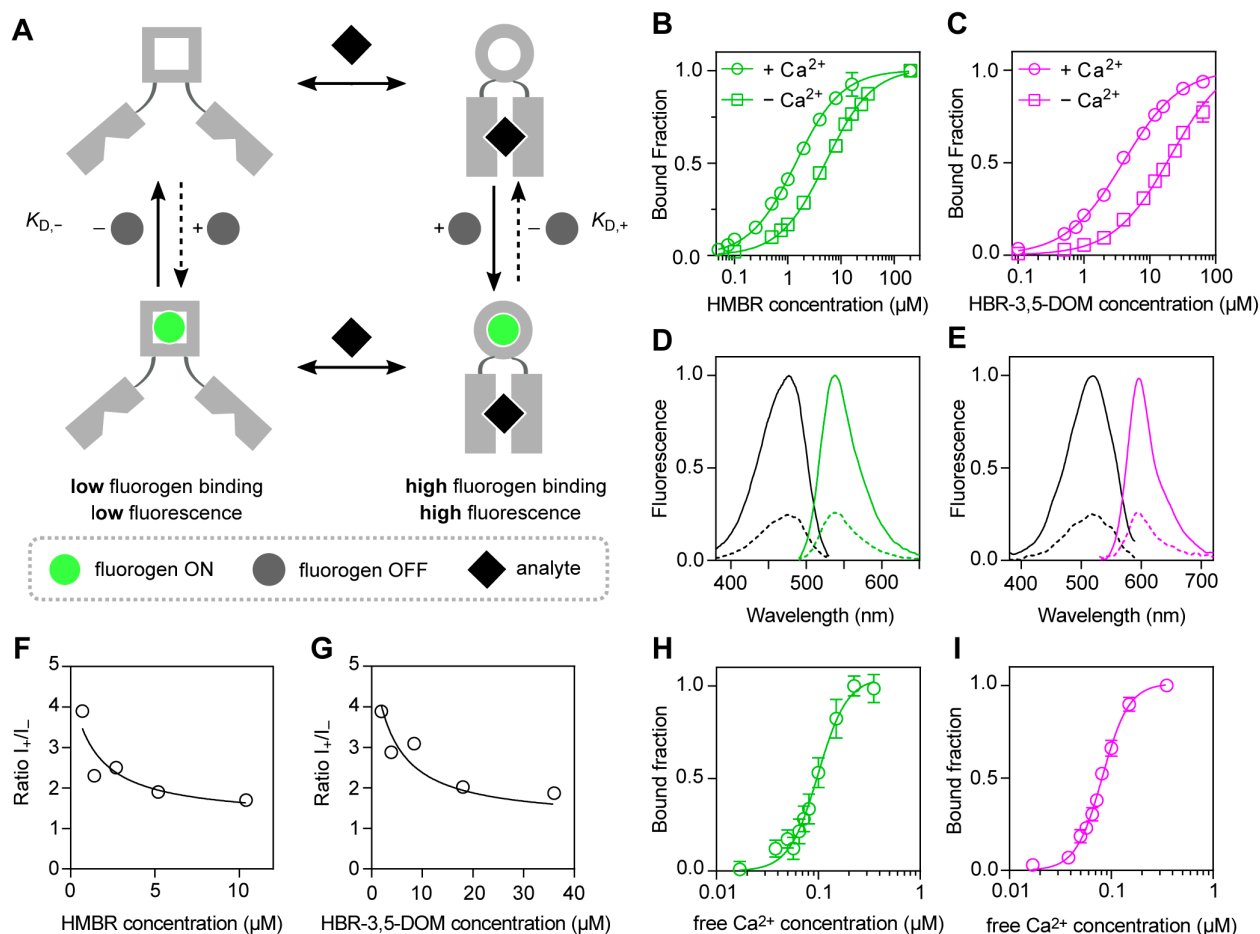 A
K_D,−
−
+
+
−
K_D,+
low fluorogen binding
low fluorescence
high fluorogen binding
high fluorescence
fluorogen ON
fluorogen OFF
analyte
B
1.0
0.5
0.0
Bound Fraction
+ Ca²⁺
− Ca²⁺
0.1 1 10 100
HMBR concentration (µM)
C
1.0
0.5
0.0
Bound Fraction
+ Ca²⁺
− Ca²⁺
0.1 1 10 100
HBR-3,5-DOM concentration (µM)
D
1.0
0.5
0.0
Fluorescence
400 500 600
Wavelength (nm)
E
1.0
0.5
0.0
Fluorescence
400 500 600 700
Wavelength (nm)
F
5
4
3
2
1
0
Ratio I₊/I₋
0 5 10
HMBR concentration (µM)
G
5
4
3
2
1
0
Ratio I₊/I₋
0 10 20 30 40
HBR-3,5-DOM concentration (µM)
H
1.0
0.5
0.0
Bound fraction
0.01 0.1 1
free Ca²⁺ concentration (µM)
I
1.0
0.5
0.0
Bound fraction
0.01 0.1 1
free Ca²⁺ concentration (µM)